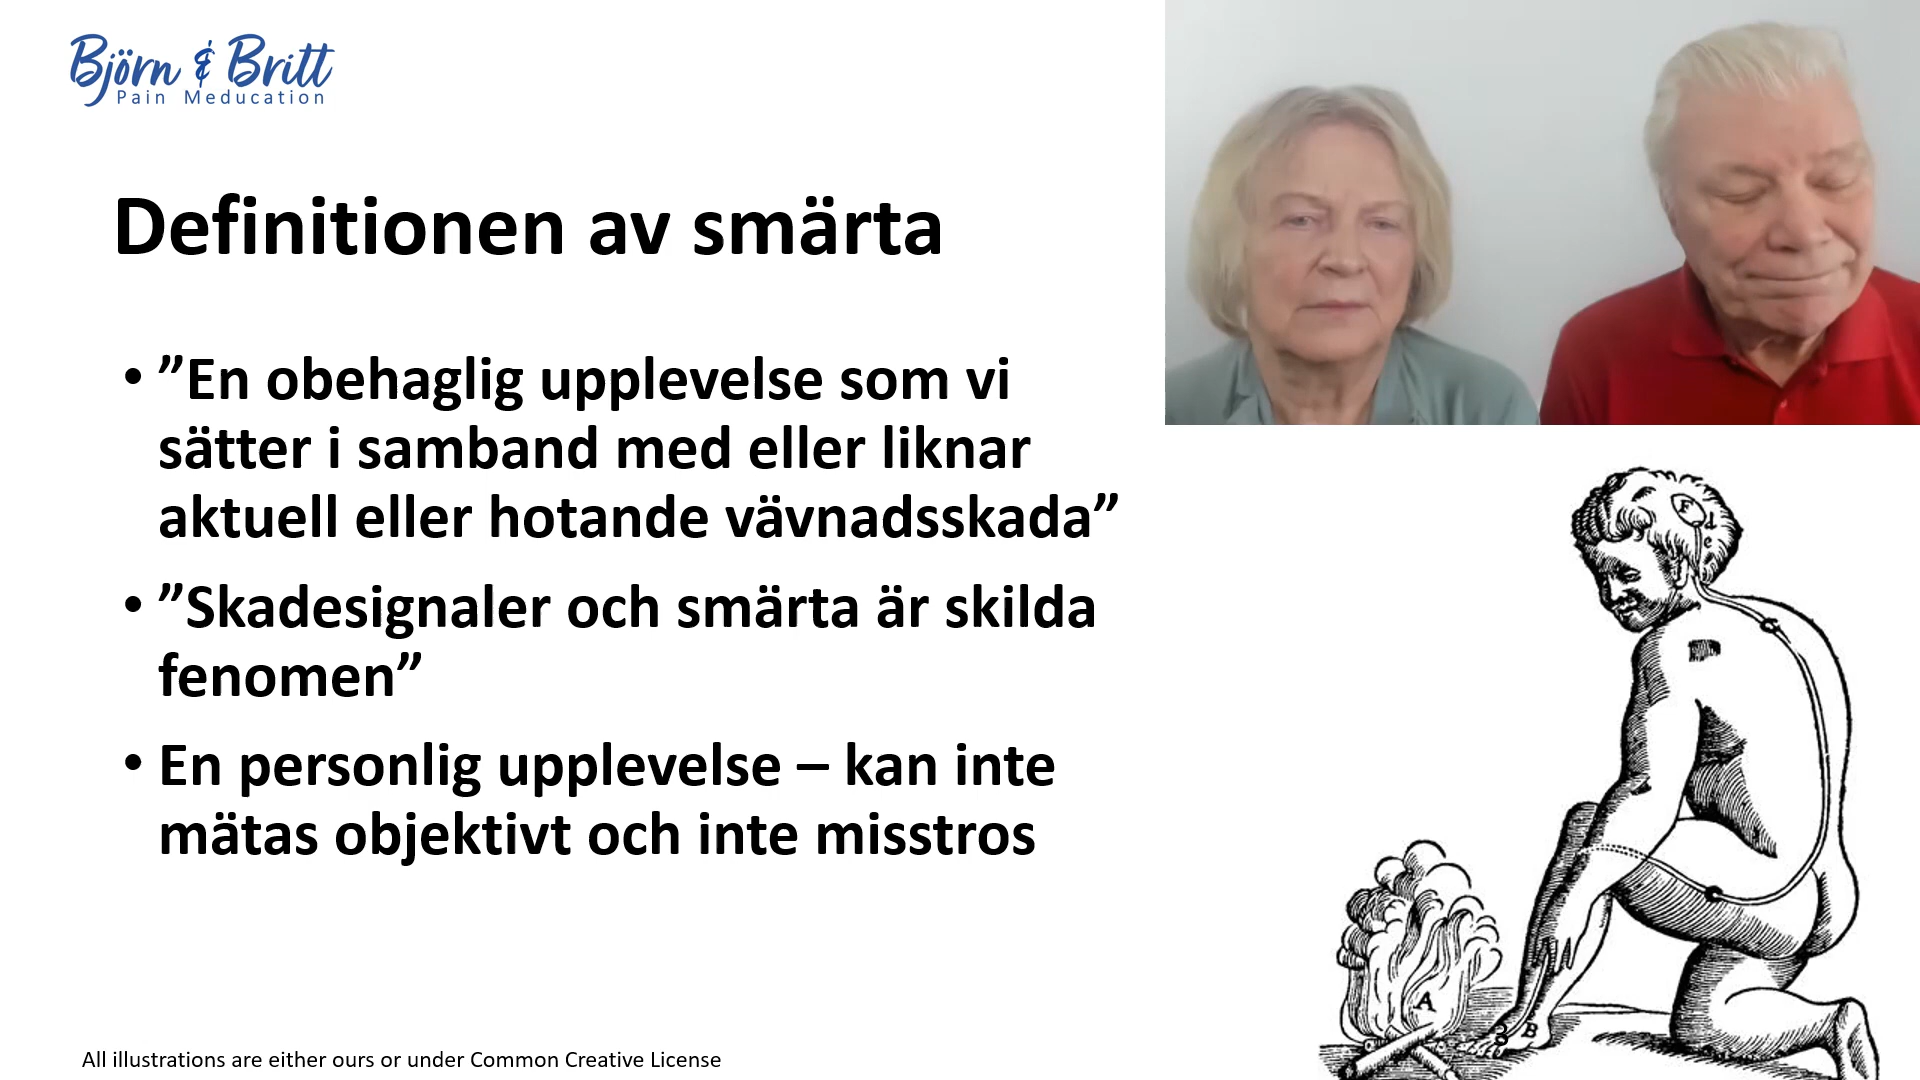 Björn & Britt
Pain Meducation
Definitionen av smärta
• ”En obehaglig upplevelse som vi
sätter i samband med eller liknar
aktuell eller hotande vävnadsskada”
• ”Skadesignaler och smärta är skilda
fenomen”
• En personlig upplevelse – kan inte
mätas objektivt och inte misstros
A
B
All illustrations are either ours or under Common Creative License